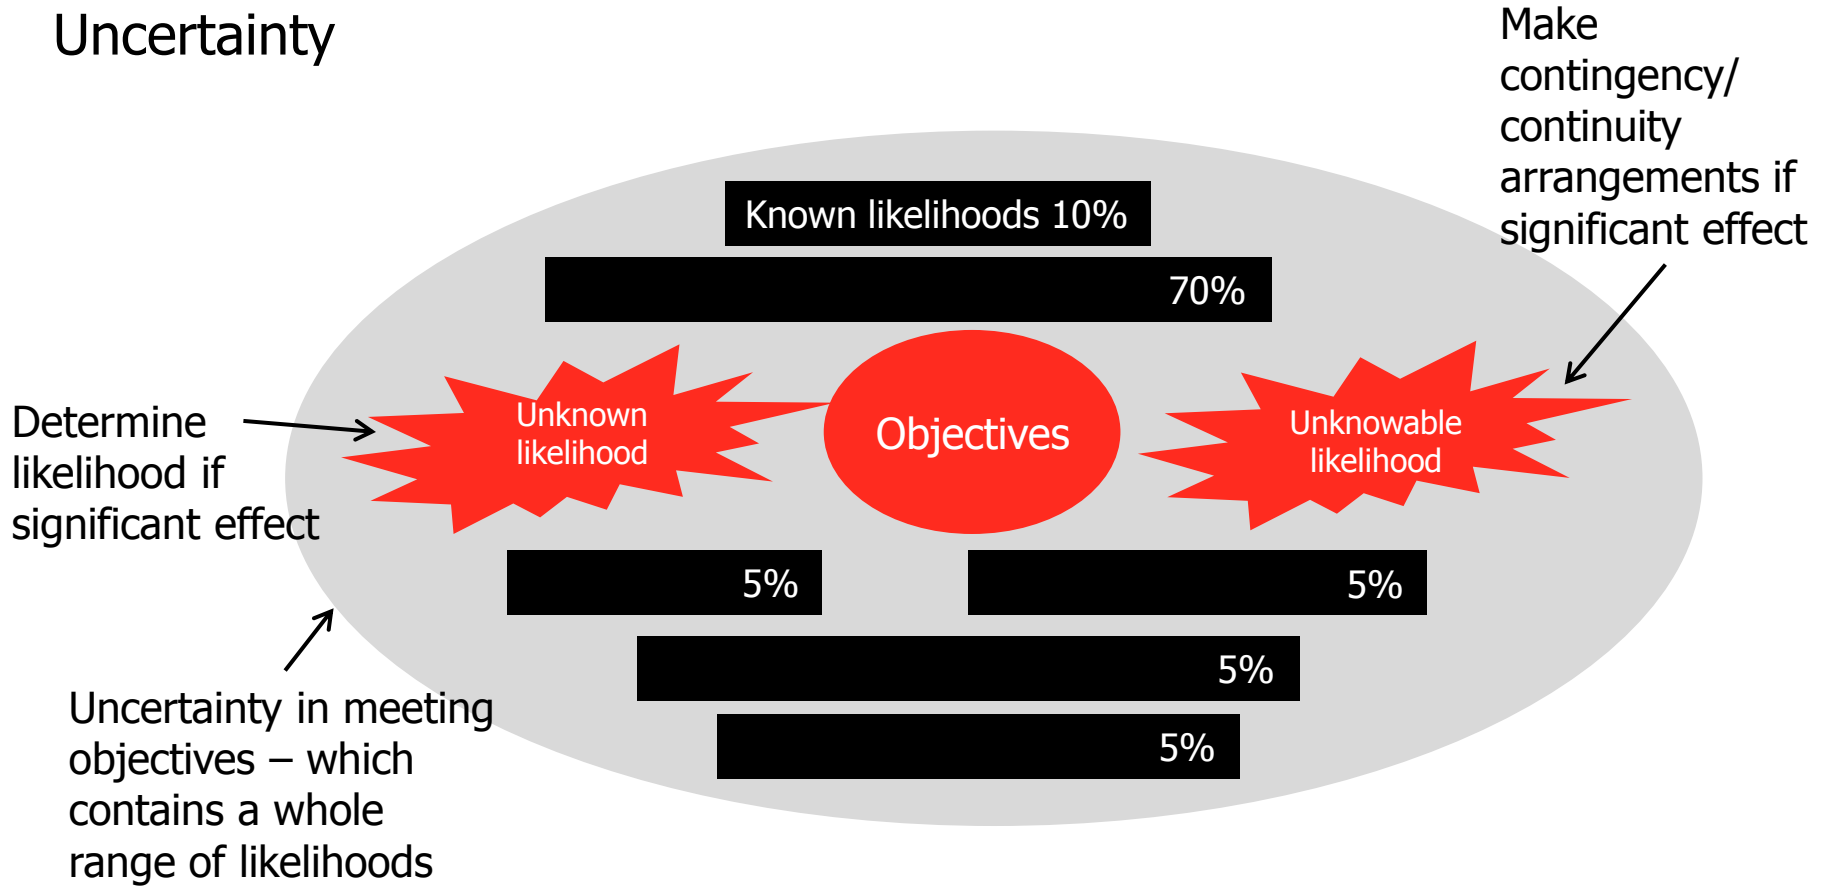 Uncertainty
Make
contingency/
continuity
arrangements if
significant effect
Known likelihoods 10%
70%
Unknown
likelihood
Objectives
Unknowable
likelihood
Determine
likelihood if
significant effect
5%
5%
5%
5%
Uncertainty in meeting
objectives – which
contains a whole
range of likelihoods